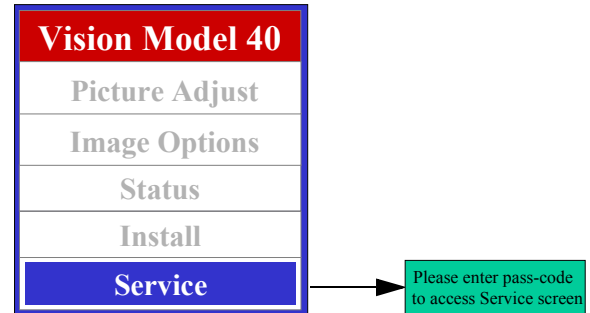 Vision Model 40
Picture Adjust
Image Options
Status
Install
Service
Please enter pass-code
to access Service screen